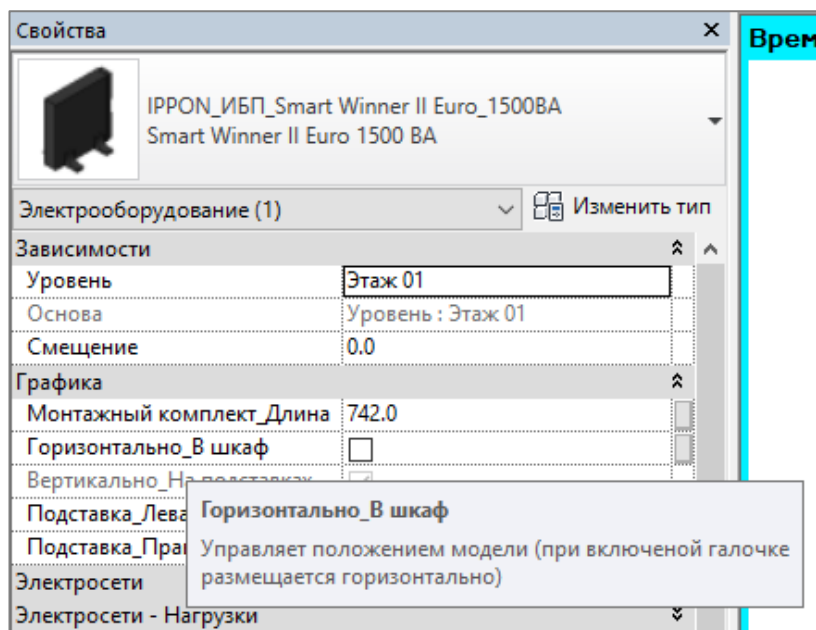 Свойства
Врем
IPPON_ИБП_Smart Winner II Euro_1500ВА
Smart Winner II Euro 1500 ВА
Электрооборудование (1)
Изменить тип
Зависимости
Уровень Этаж 01
Основа Уровень : Этаж 01
Смещение 0.0
Графика
Монтажный комплект_Длина 742.0
Горизонтально_В шкаф
Вертикально_На подставках
Подставка_Лева
Подставка_Пра
Горизонтально_В шкаф
Управляет положением модели (при включеной галочке
размещается горизонтально)
Электросети
Электросети - Нагрузки